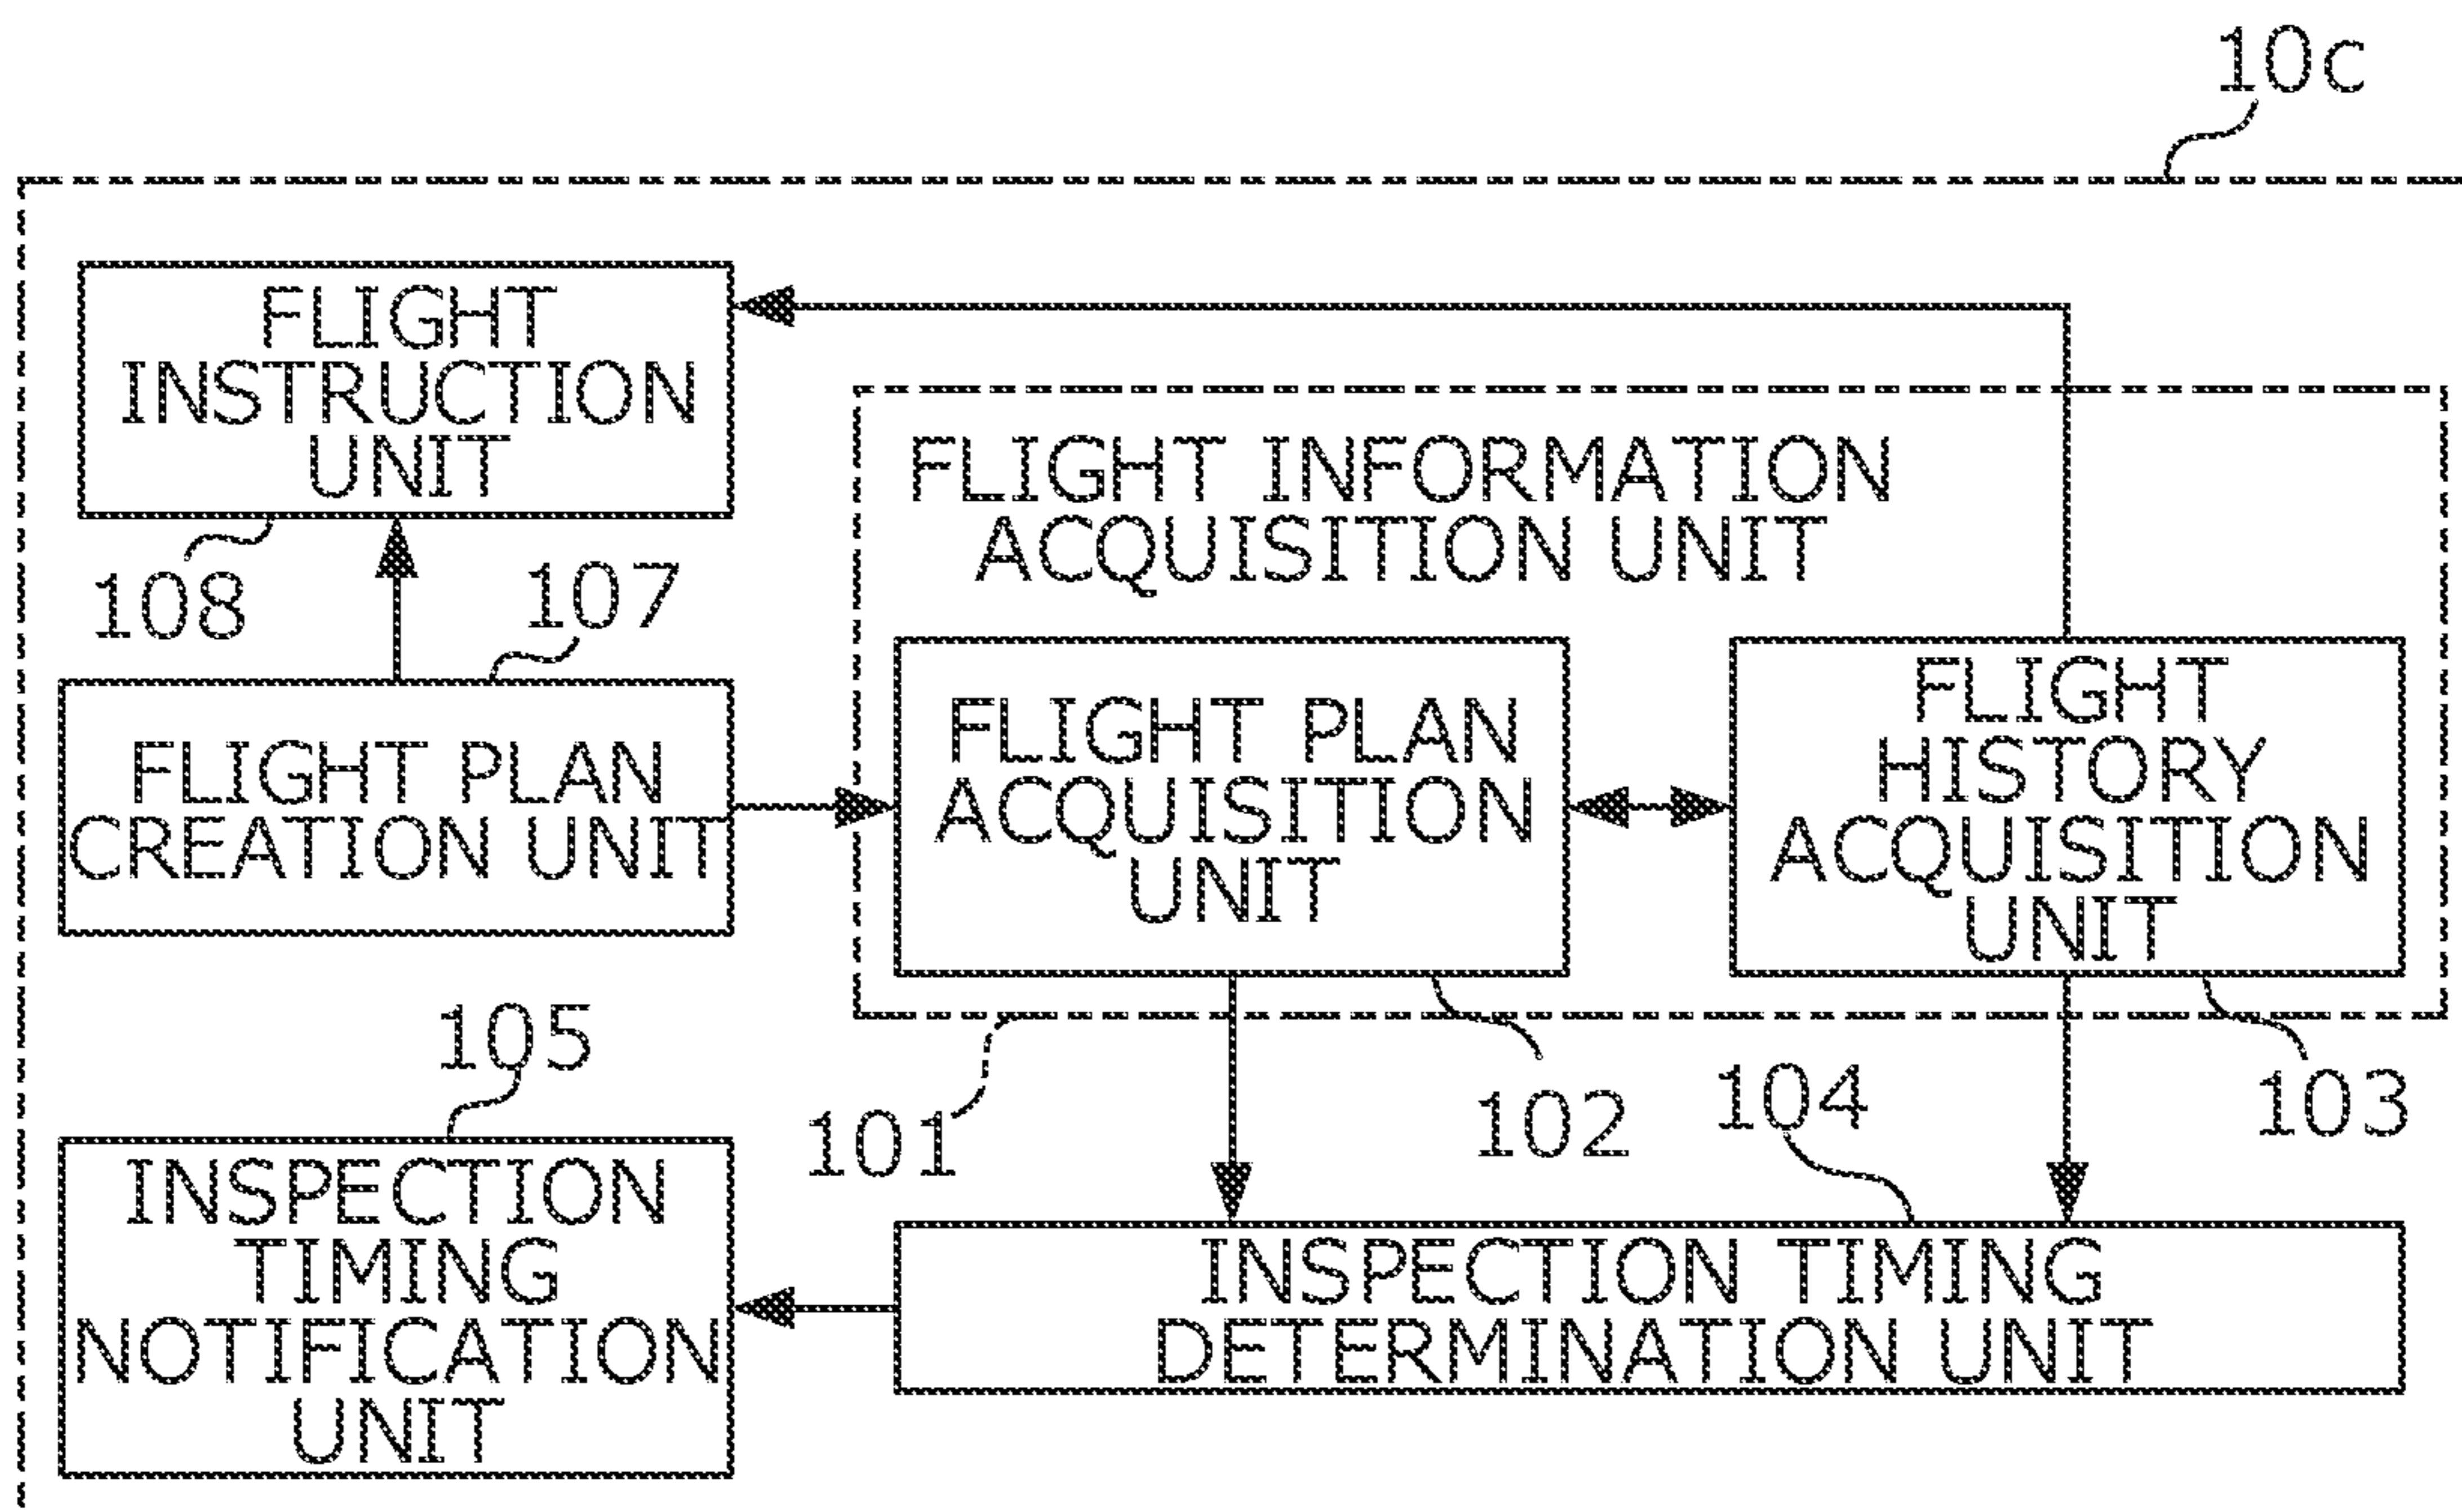 10c
FLIGHT
INSTRUCTION
UNIT
108
107
FLIGHT INFORMATION
ACQUISITION UNIT
FLIGHT PLAN
CREATION UNIT
FLIGHT PLAN
ACQUISITION
UNIT
FLIGHT
HISTORY
ACQUISITION
UNIT
105
101
102
104
103
INSPECTION
TIMING
NOTIFICATION
UNIT
INSPECTION TIMING
DETERMINATION UNIT